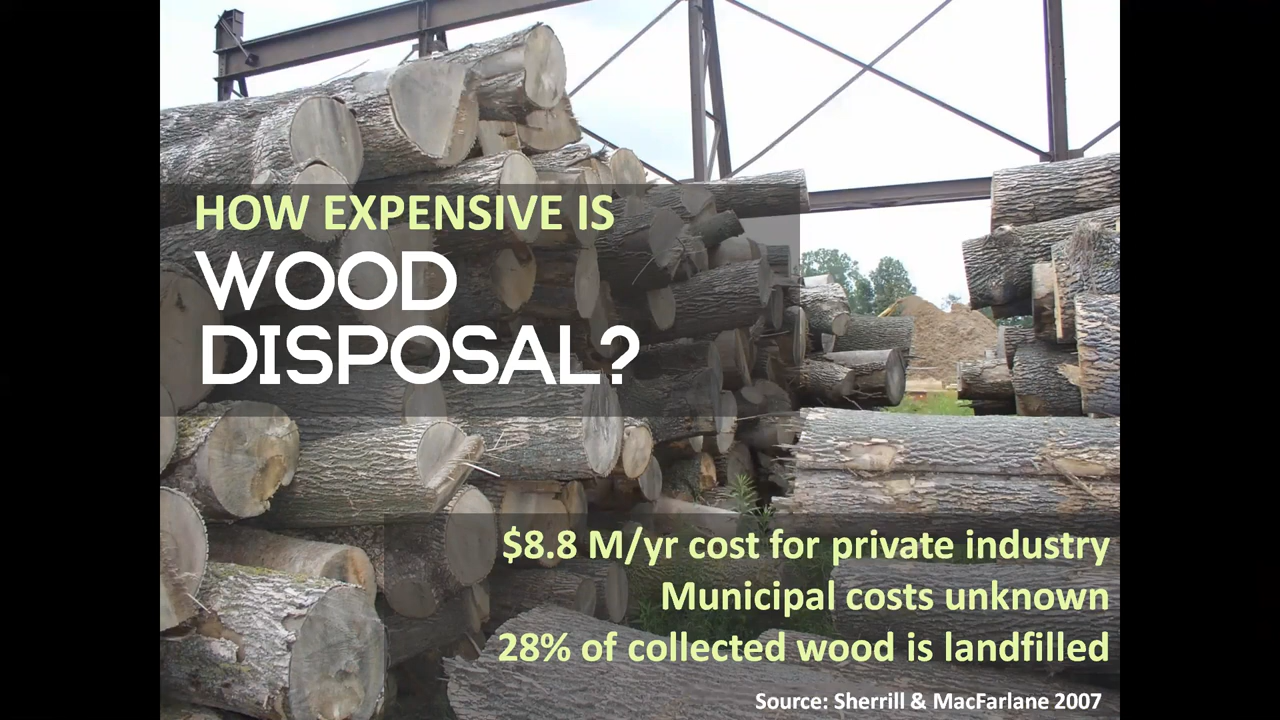 HOW EXPENSIVE IS
WOOD
DISPOSAL?
$8.8 M/yr cost for private industry
Municipal costs unknown
28% of collected wood is landfilled
Source: Sherrill & MacFarlane 2007